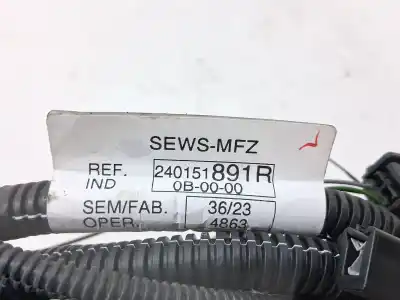 SEWS-MFZ
REF. 240151891R
IND 0B-00-00
SEM/FAB. 36/23
OPER. 4863